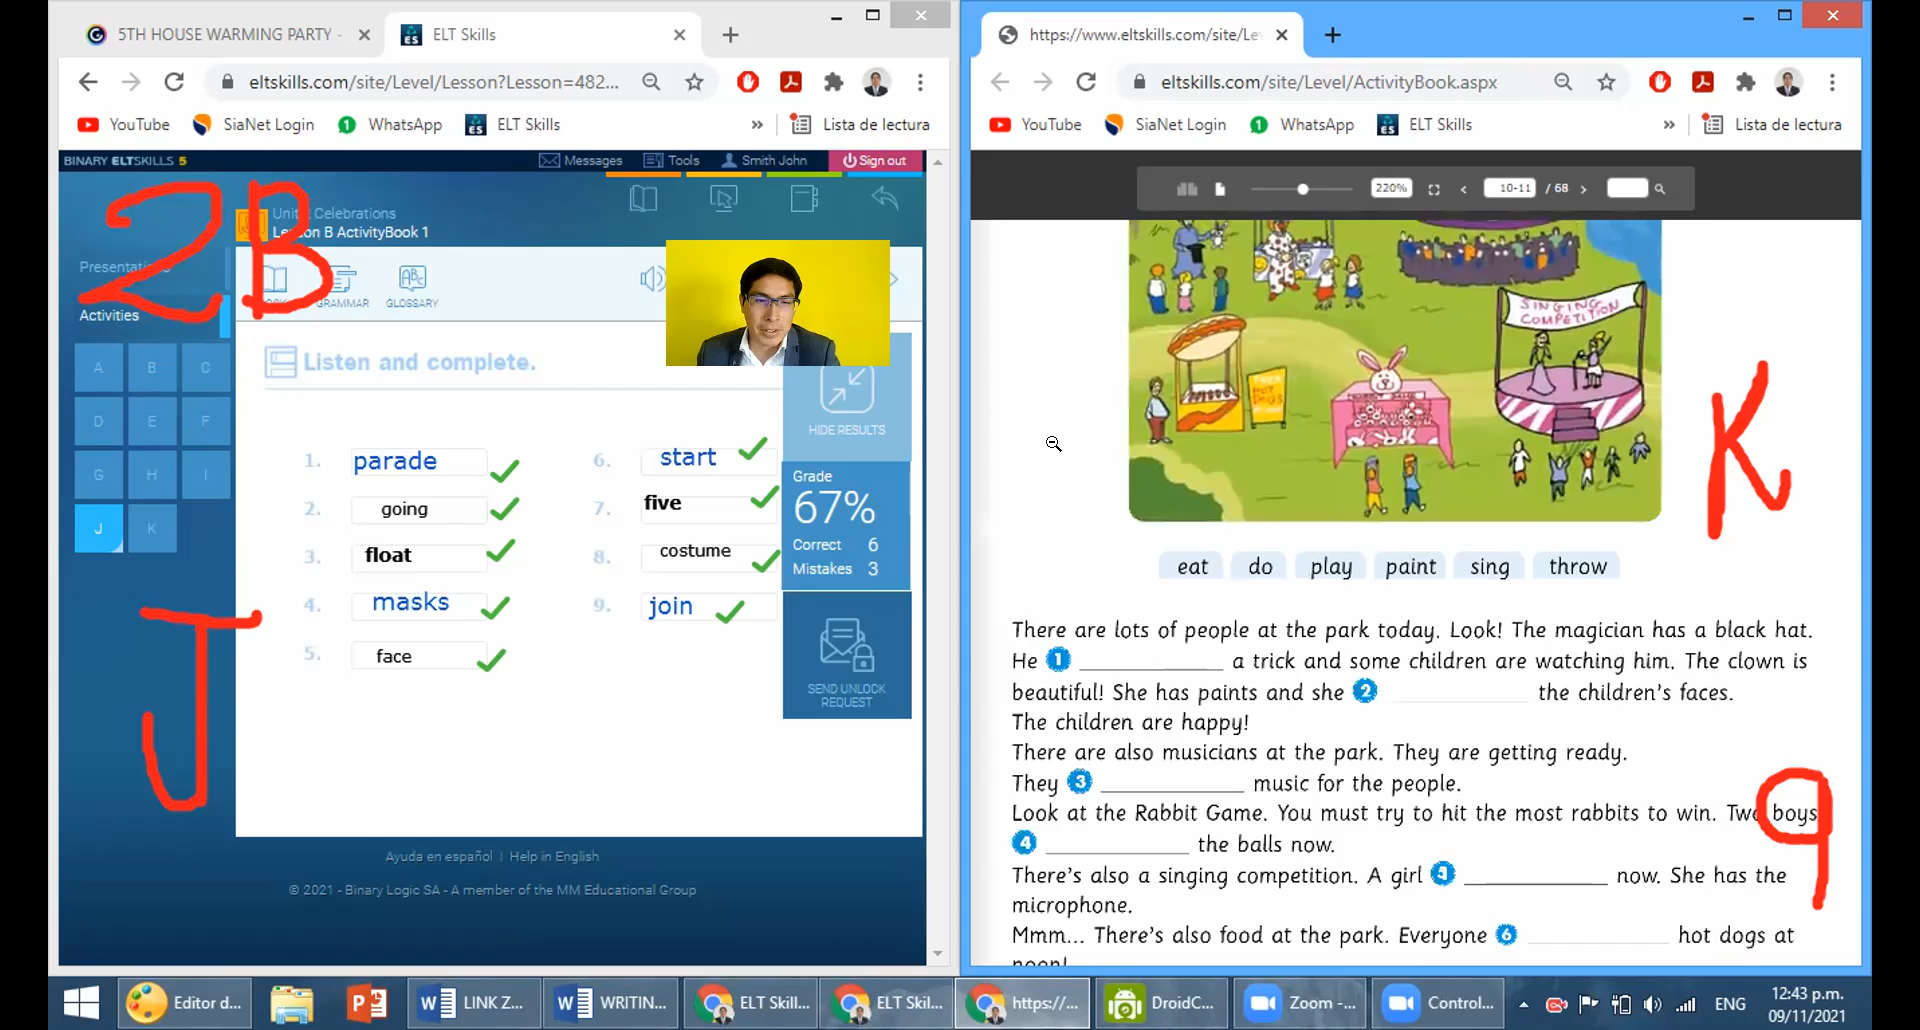 5TH HOUSE WARMING PARTY -
ELT Skills
eltskills.com/site/Level/Lesson?Lesson=482...
YouTube SiaNet Login WhatsApp ELT Skills » Lista de lectura
BINARY ELTSKILLS 5 Messages Tools Smith John Sign out
2B
Celebrations
Lesson B ActivityBook 1
Activities
GRAMMAR
GLOSSARY
A B C
D E F
G H I
J K
J
Listen and complete.
1. parade
2. going
3. float
4. masks
5. face
6. start
7. five
8. costume
9. join
HIDE RESULTS
Grade
67%
Correct 6
Mistakes 3
SEND UNLOCK
REQUEST
Ayuda en español | Help in English
© 2021 - Binary Logic SA - A member of the MM Educational Group
https://www.eltskills.com/site/Le
eltskills.com/site/Level/ActivityBook.aspx
YouTube SiaNet Login WhatsApp ELT Skills » Lista de lectura
220% 10-11 / 68
SINGING
COMPETITION
HOT
DOGS
K
eat do play paint sing throw
There are lots of people at the park today. Look! The magician has a black hat.
He 1 ____ a trick and some children are watching him. The clown is
beautiful! She has paints and she 2 ____ the children's faces.
The children are happy!
There are also musicians at the park. They are getting ready.
They 3 ____ music for the people.
Look at the Rabbit Game. You must try to hit the most rabbits to win. Two boys
4 ____ the balls now.
There's also a singing competition. A girl 5 ____ now. She has the
microphone.
Mmm... There's also food at the park. Everyone 6 ____ hot dogs at
noon!
9
Editor d... LINK Z... WRITIN... ELT Skill... ELT Skil... https://... DroidC... Zoom -... Control... ENG
12:43 p.m.
09/11/2021